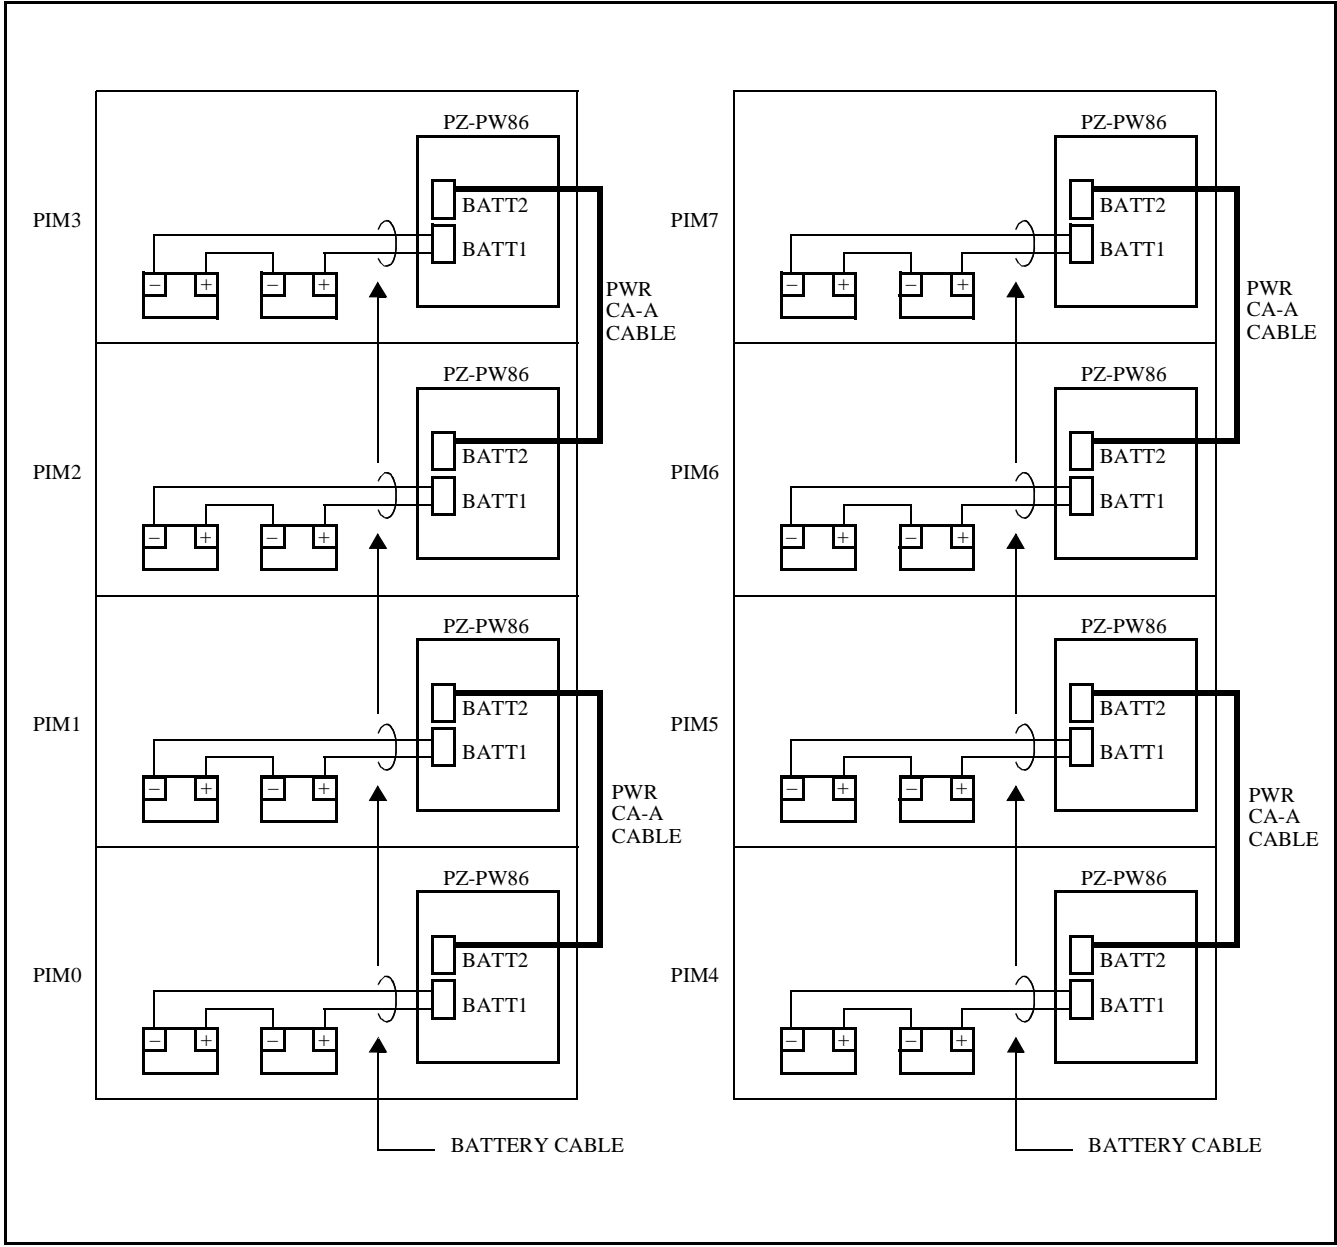 PZ-PW86
BATT2
PIM3
BATT1
− + − +
PWR
CA-A
CABLE
PZ-PW86
BATT2
PIM2
BATT1
− + − +
PZ-PW86
BATT2
PIM1
BATT1
− + − +
PWR
CA-A
CABLE
PZ-PW86
BATT2
PIM0
BATT1
− + − +
BATTERY CABLE
PZ-PW86
BATT2
PIM7
BATT1
− + − +
PWR
CA-A
CABLE
PZ-PW86
BATT2
PIM6
BATT1
− + − +
PZ-PW86
BATT2
PIM5
BATT1
− + − +
PWR
CA-A
CABLE
PZ-PW86
BATT2
PIM4
BATT1
− + − +
BATTERY CABLE